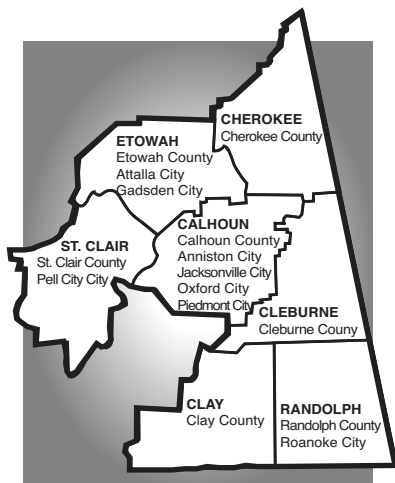 CHEROKEE
Cherokee County
ETOWAH
Etowah County
Attalla City
Gadsden City
CALHOUN
Calhoun County
Anniston City
Jacksonville City
Oxford City
Piedmont City
ST. CLAIR
St. Clair County
Pell City City
CLEBURNE
Cleburne Couny
CLAY
Clay County
RANDOLPH
Randolph County
Roanoke City